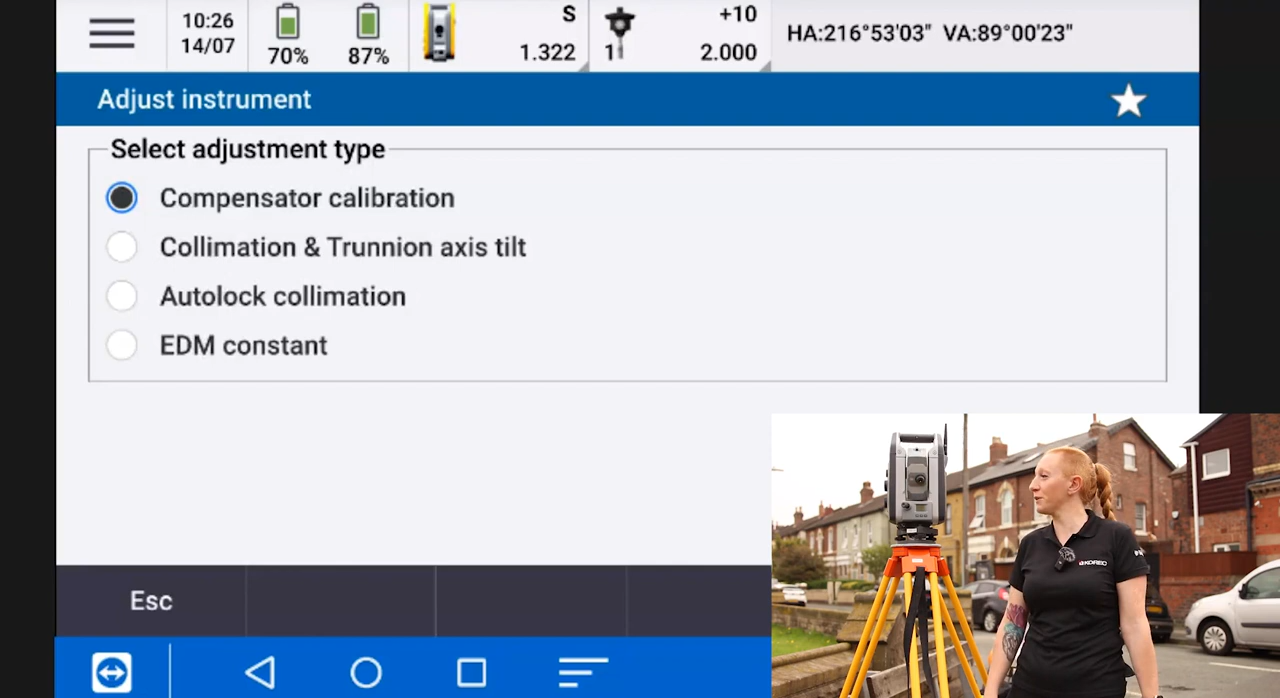 10:26
14/07
70%
87%
S
1.322
1
+10
2.000
HA:216°53'03" VA:89°00'23"
Adjust instrument
Select adjustment type
Compensator calibration
Collimation & Trunnion axis tilt
Autolock collimation
EDM constant
Esc
KOREC